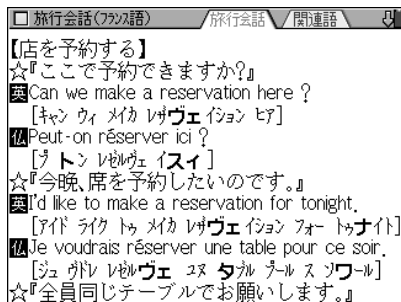 旅行会話(フランス語) 旅行会話 関連語
【店を予約する】
☆『ここで予約できますか?』
英Can we make a reservation here ?
[キャン ウィ メイカ レザヴェイション ヒア]
仏Peut-on réserver ici ?
[プ トン レゼルヴェ イスィ]
☆『今晩、席を予約したいのです。』
英I'd like to make a reservation for tonight.
[アイド ライク トゥ メイカ レザヴェイション フォー トゥナイト]
仏Je voudrais réserver une table pour ce soir.
[ジュ ヴドレ レゼルヴェ ユヌ タブル プール ス ソワール]
☆『全員同じテーブルでお願いします。』